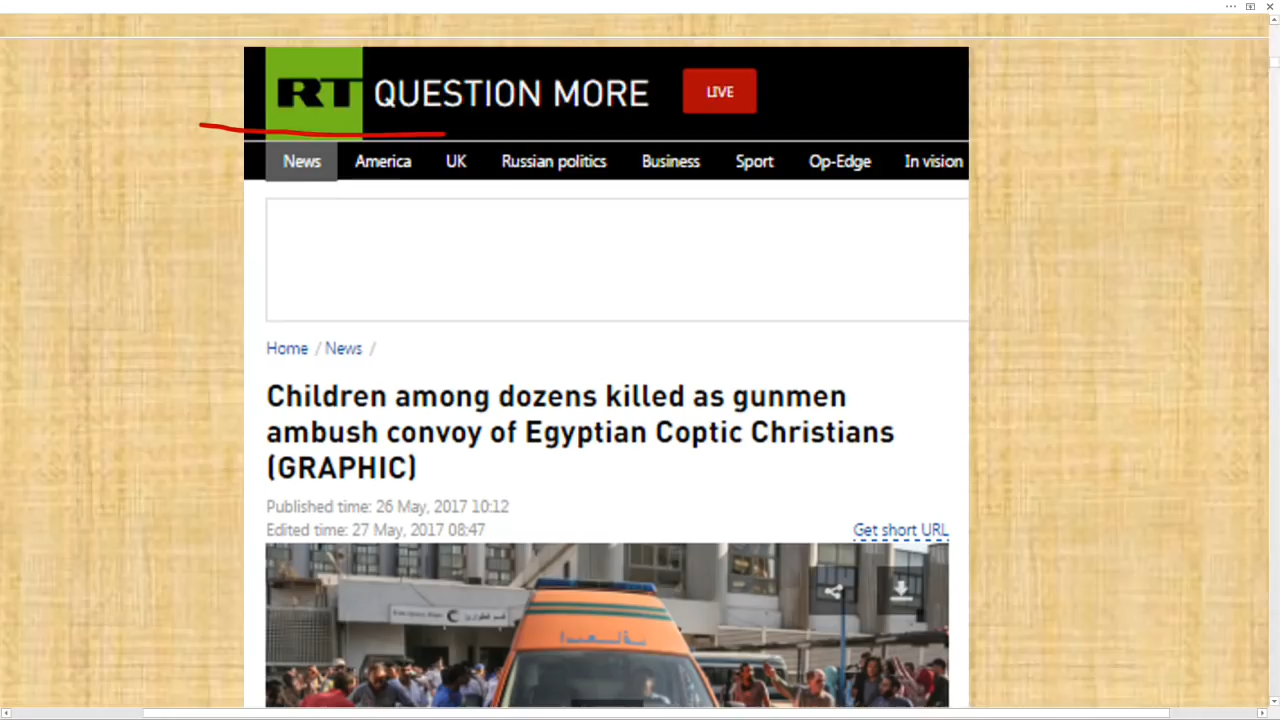 RT QUESTION MORE LIVE
News America UK Russian politics Business Sport Op-Edge In vision
Home / News /
Children among dozens killed as gunmen
ambush convoy of Egyptian Coptic Christians
(GRAPHIC)
Published time: 26 May, 2017 10:12
Edited time: 27 May, 2017 08:47
Get short URL